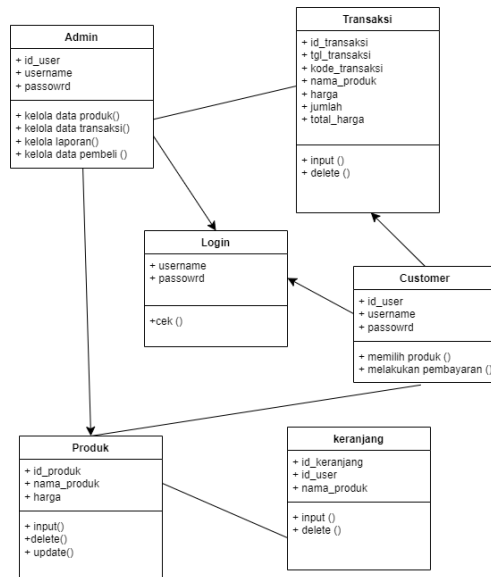 Admin
+ id_user
+ username
+ passowrd
+ kelola data produk()
+ kelola data transaksi()
+ kelola laporan()
+ kelola data pembeli ()
Transaksi
+ id_transaksi
+ tgl_transaksi
+ kode_transaksi
+ nama_produk
+ harga
+ jumlah
+ total_harga
+ input ()
+ delete ()
Login
+ username
+ passowrd
+cek ()
Customer
+ id_user
+ username
+ passowrd
+ memilih produk ()
+ melakukan pembayaran ()
Produk
+ id_produk
+ nama_produk
+ harga
+ input()
+delete()
+ update()
keranjang
+ id_keranjang
+ id_user
+ nama_produk
+ input ()
+ delete ()